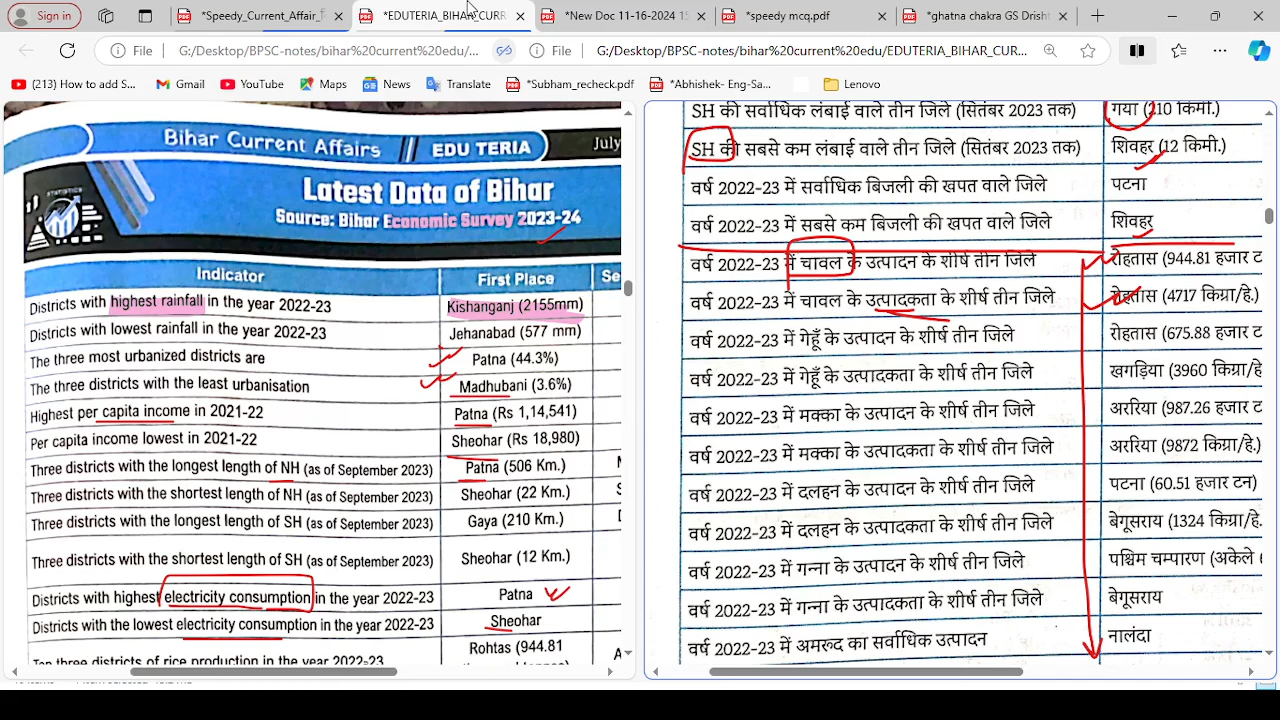 Sign in
*Speedy_Current_Affair_
*EDUTERIA_BIHAR_CURR
*New Doc 11-16-2024 15
*speedy mcq.pdf
*ghatna chakra GS Drisht
File
G:/Desktop/BPSC-notes/bihar%20current%20edu/...
File
G:/Desktop/BPSC-notes/bihar%20current%20edu/EDUTERIA_BIHAR_CUR...
(213) How to add S...
Gmail
YouTube
Maps
News
Translate
*Subham_recheck.pdf
*Abhishek- Eng-Sa...
Lenovo
Bihar Current Affairs // EDU TERIA
July
STATISTICS
Latest Data of Bihar
Source: Bihar Economic Survey 2023-24
Indicator First Place Se
Districts with highest rainfall in the year 2022-23 Kishanganj (2155mm)
Districts with lowest rainfall in the year 2022-23 Jehanabad (577 mm)
The three most urbanized districts are Patna (44.3%)
The three districts with the least urbanisation Madhubani (3.6%)
Highest per capita income in 2021-22 Patna (Rs 1,14,541)
Per capita income lowest in 2021-22 Sheohar (Rs 18,980)
Three districts with the longest length of NH (as of September 2023) Patna (506 Km.)
Three districts with the shortest length of NH (as of September 2023) Sheohar (22 Km.)
Three districts with the longest length of SH (as of September 2023) Gaya (210 Km.)
Three districts with the shortest length of SH (as of September 2023) Sheohar (12 Km.)
Districts with highest electricity consumption in the year 2022-23 Patna
Districts with the lowest electricity consumption in the year 2022-23 Sheohar
three districts of rice production in the year 2022-23 Rohtas (944.81
SH की सर्वाधिक लंबाई वाले तीन जिले (सितंबर 2023 तक) गया (210 किमी.)
SH की सबसे कम लंबाई वाले तीन जिले (सितंबर 2023 तक) शिवहर (12 किमी.)
वर्ष 2022-23 में सर्वाधिक बिजली की खपत वाले जिले पटना
वर्ष 2022-23 में सबसे कम बिजली की खपत वाले जिले शिवहर
वर्ष 2022-23 में चावल के उत्पादन के शीर्ष तीन जिले रोहतास (944.81 हजार ट
वर्ष 2022-23 में चावल के उत्पादकता के शीर्ष तीन जिले रोहतास (4717 किग्रा/हे.)
वर्ष 2022-23 में गेहूँ के उत्पादन के शीर्ष तीन जिले रोहतास (675.88 हजार ट
वर्ष 2022-23 में गेहूँ के उत्पादकता के शीर्ष तीन जिले खगड़िया (3960 किग्रा/हे
वर्ष 2022-23 में मक्का के उत्पादन के शीर्ष तीन जिले अररिया (987.26 हजार ट
वर्ष 2022-23 में मक्का के उत्पादकता के शीर्ष तीन जिले अररिया (9872 किग्रा/हे.)
वर्ष 2022-23 में दलहन के उत्पादन के शीर्ष तीन जिले पटना (60.51 हजार टन)
वर्ष 2022-23 में दलहन के उत्पादकता के शीर्ष तीन जिले बेगूसराय (1324 किग्रा/हे.
वर्ष 2022-23 में गन्ना के उत्पादन के शीर्ष तीन जिले पश्चिम चम्पारण (अकेले
वर्ष 2022-23 में गन्ना के उत्पादकता के शीर्ष तीन जिले बेगूसराय
वर्ष 2022-23 में अमरुद का सर्वाधिक उत्पादन नालंदा